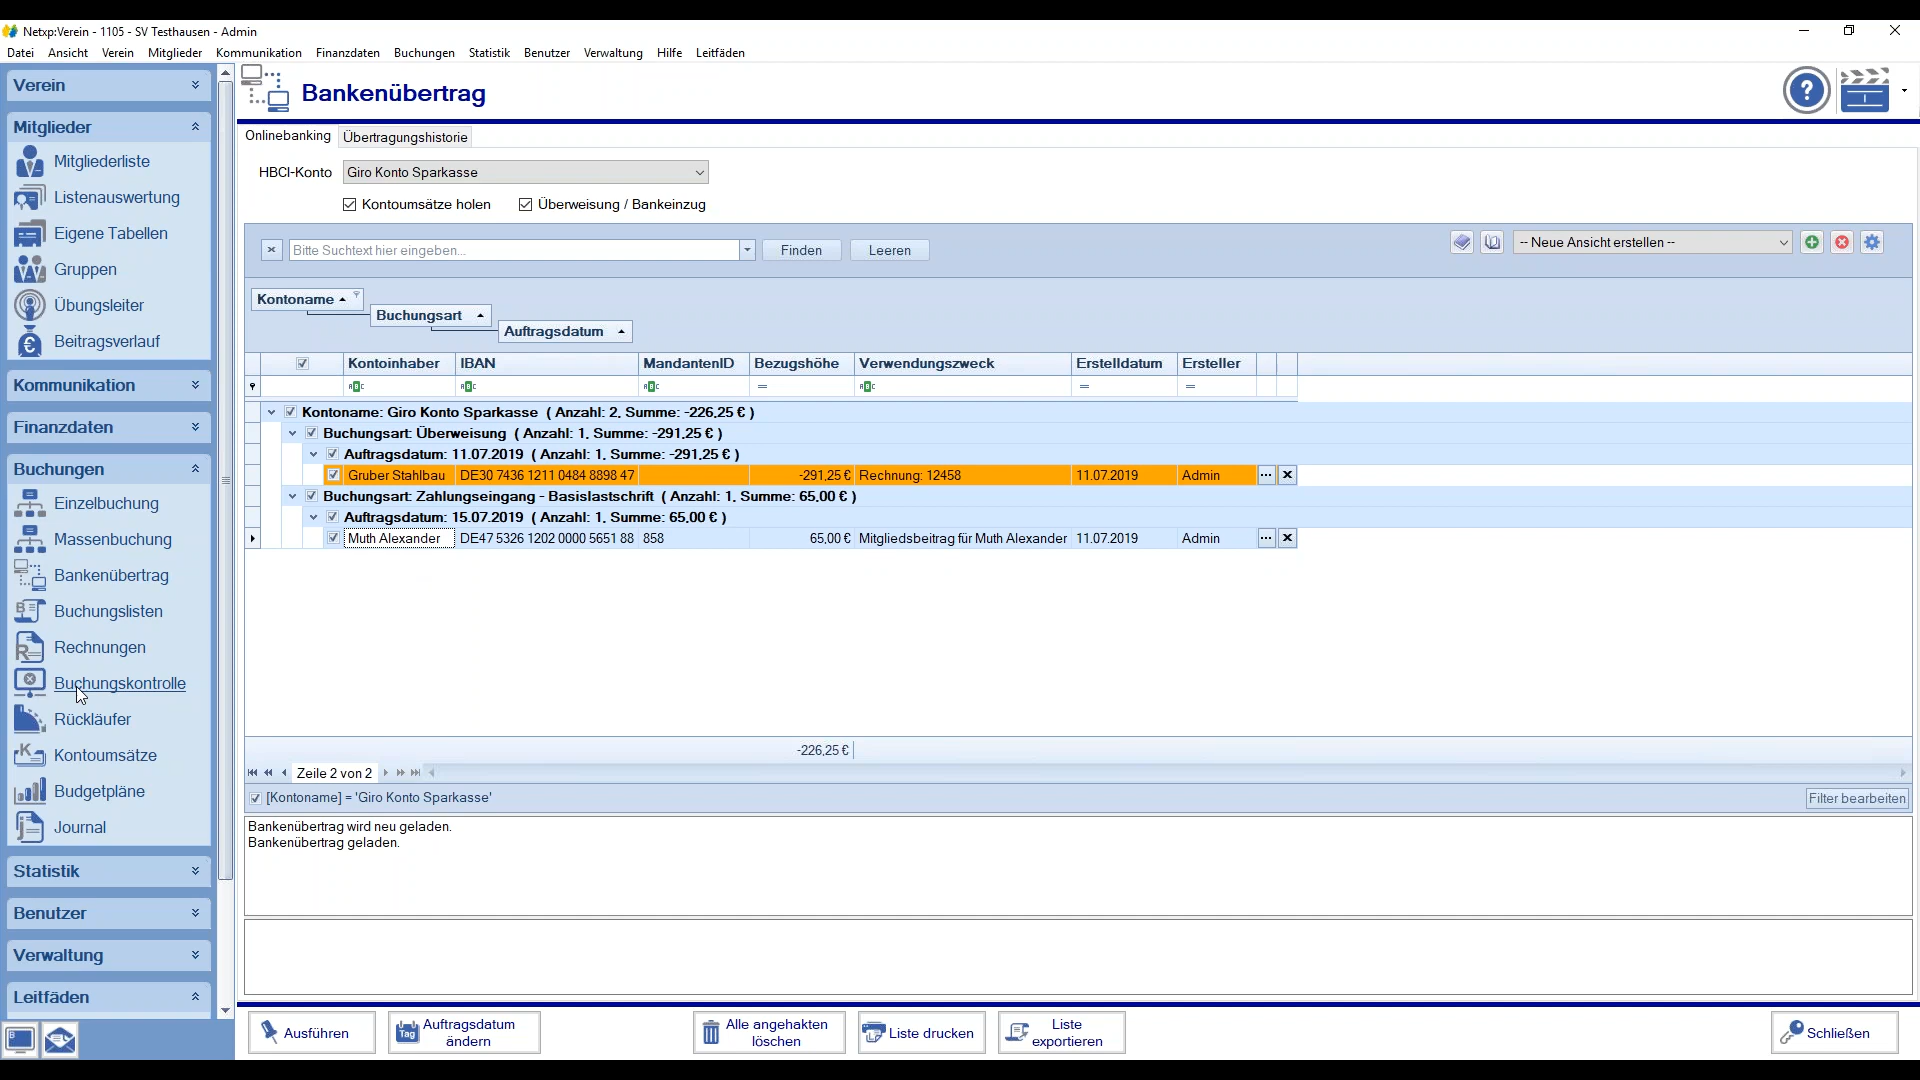 Netxp:Verein - 1105 - SV Testhausen - Admin
Datei Ansicht Verein Mitglieder Kommunikation Finanzdaten Buchungen Statistik Benutzer Verwaltung Hilfe Leitfäden
Verein
Mitglieder
Mitgliederliste
Listenauswertung
Eigene Tabellen
Gruppen
Übungsleiter
Beitragsverlauf
Kommunikation
Finanzdaten
Buchungen
Einzelbuchung
Massenbuchung
Bankenübertrag
Buchungslisten
Rechnungen
Buchungskontrolle
Rückläufer
Kontoumsätze
Budgetpläne
Journal
Statistik
Benutzer
Verwaltung
Leitfäden
Bankenübertrag
Onlinebanking Übertragungshistorie
HBCI-Konto Giro Konto Sparkasse
Kontoumsätze holen Überweisung / Bankeinzug
Bitte Suchtext hier eingeben... Finden Leeren -- Neue Ansicht erstellen --
Kontoname
Buchungsart
Auftragsdatum
Kontoinhaber IBAN MandantenID Bezugshöhe Verwendungszweck Erstelldatum Ersteller
Kontoname: Giro Konto Sparkasse ( Anzahl: 2, Summe: -226,25 € )
Buchungsart: Überweisung ( Anzahl: 1, Summe: -291,25 € )
Auftragsdatum: 11.07.2019 ( Anzahl: 1, Summe: -291,25 € )
Gruber Stahlbau DE30 7436 1211 0484 8898 47 -291,25 € Rechnung: 12458 11.07.2019 Admin
Buchungsart: Zahlungseingang - Basislastschrift ( Anzahl: 1, Summe: 65,00 € )
Auftragsdatum: 15.07.2019 ( Anzahl: 1, Summe: 65,00 € )
Muth Alexander DE47 5326 1202 0000 5651 88 858 65,00 € Mitgliedsbeitrag für Muth Alexander 11.07.2019 Admin
-226,25 €
Zeile 2 von 2
[Kontoname] = 'Giro Konto Sparkasse' Filter bearbeiten
Bankenübertrag wird neu geladen.
Bankenübertrag geladen.
Ausführen
Tag Auftragsdatum ändern
Alle angehakten löschen
Liste drucken
Liste exportieren
Schließen